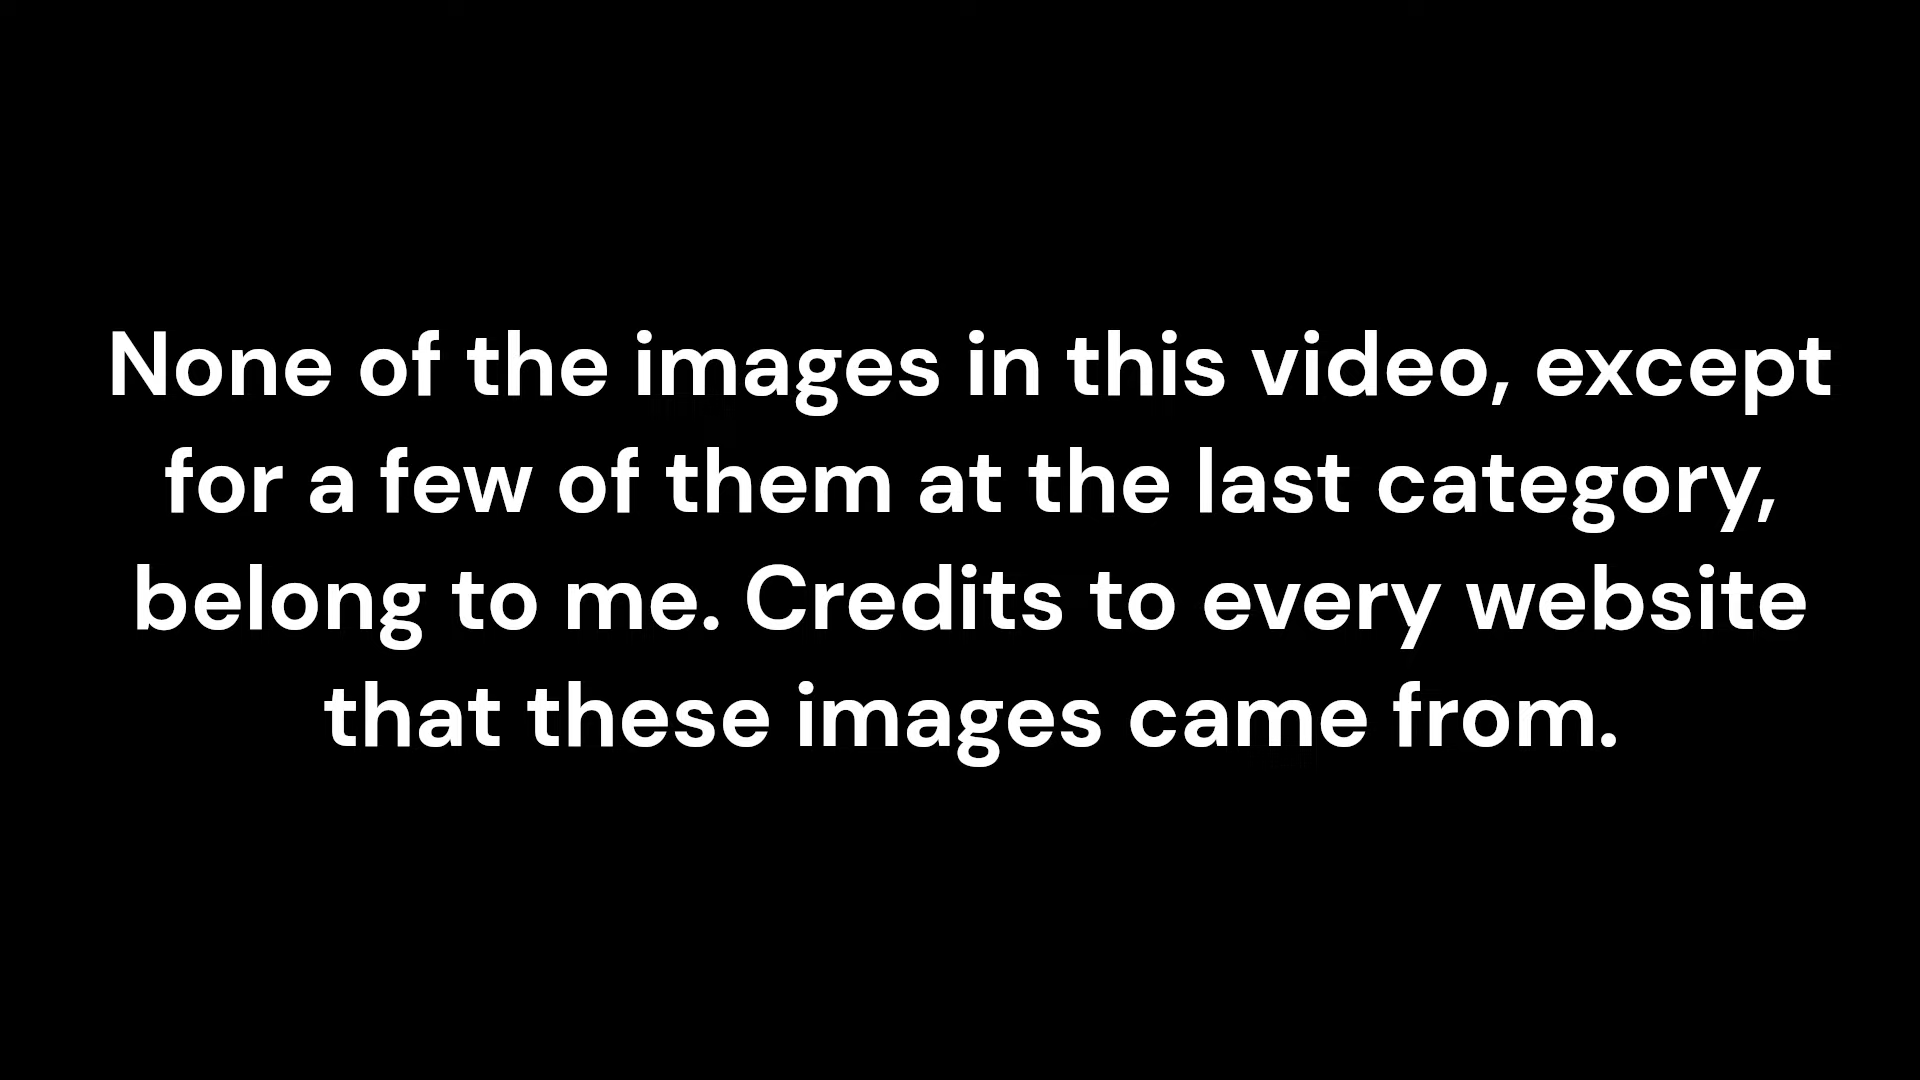 None of the images in this video, except
for a few of them at the last category,
belong to me. Credits to every website
that these images came from.